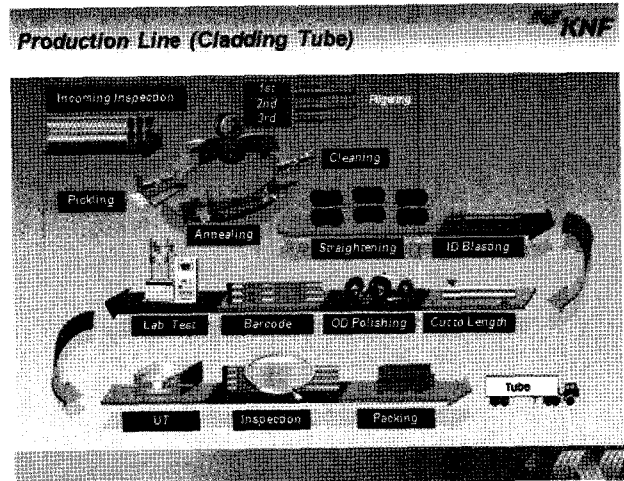 KNF
Production Line (Cladding Tube)
Incoming Inspection
1st
2nd
3rd
Pilgering
Cleaning
Pickling
Annealing
Straightening
ID Blasting
Lab Test
Barcode
OD Polishing
Cut to Length
UT
Inspection
Packing
Tube